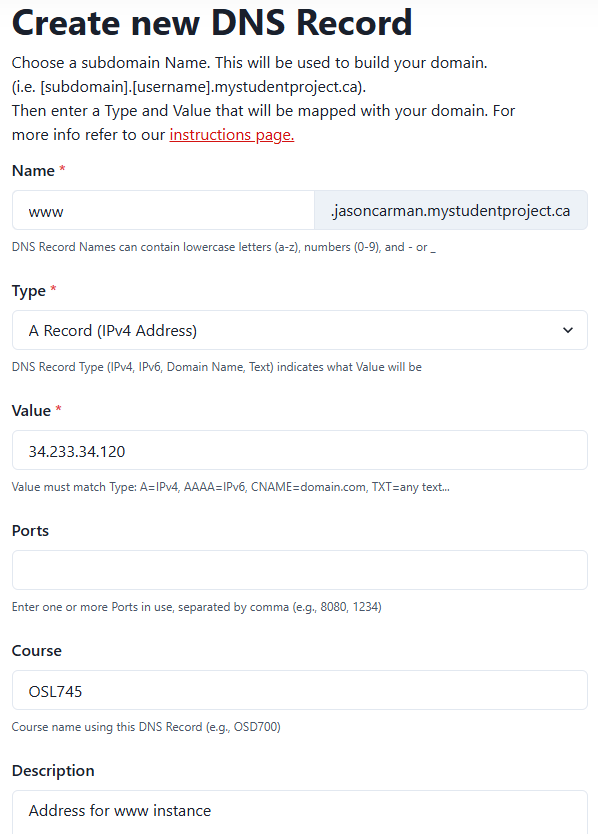 Create new DNS Record
Choose a subdomain Name. This will be used to build your domain.
(i.e. [subdomain].[username].mystudentproject.ca).
Then enter a Type and Value that will be mapped with your domain. For
more info refer to our instructions page.
Name *
www .jasoncarman.mystudentproject.ca
DNS Record Names can contain lowercase letters (a-z), numbers (0-9), and - or _
Type *
A Record (IPv4 Address)
DNS Record Type (IPv4, IPv6, Domain Name, Text) indicates what Value will be
Value *
34.233.34.120
Value must match Type: A=IPv4, AAAA=IPv6, CNAME=domain.com, TXT=any text...
Ports
Enter one or more Ports in use, separated by comma (e.g., 8080, 1234)
Course
OSL745
Course name using this DNS Record (e.g., OSD700)
Description
Address for www instance